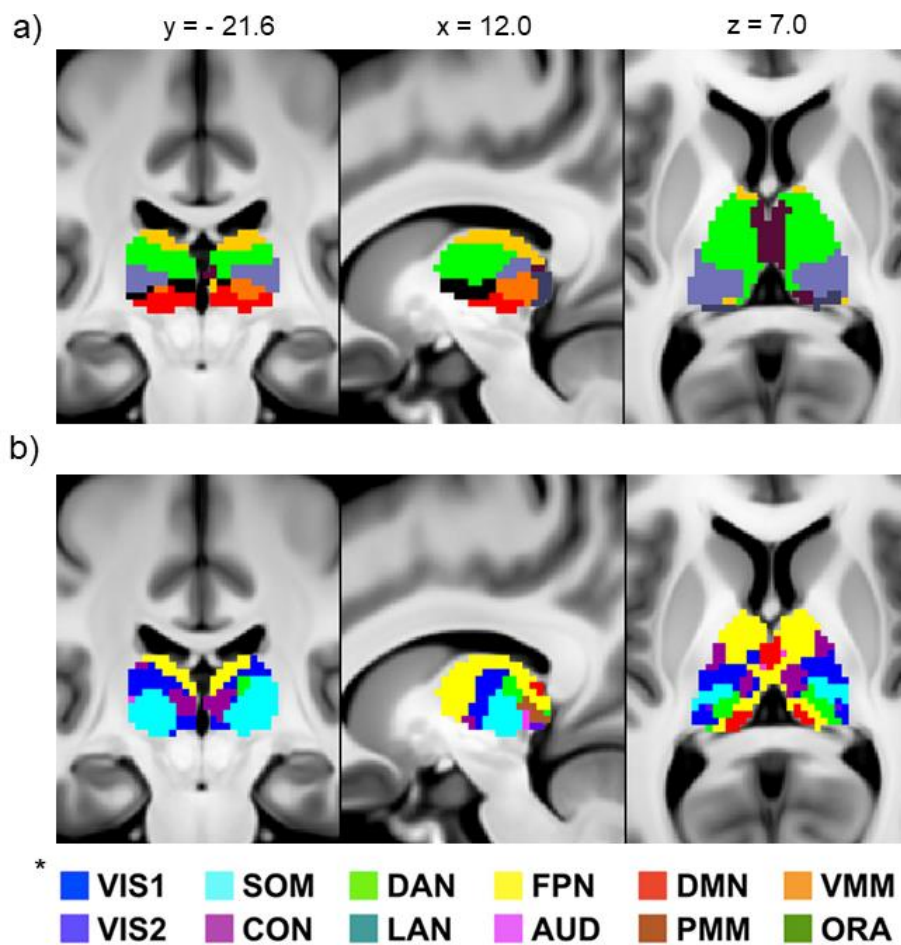 a) y = - 21.6 x = 12.0 z = 7.0
b)
* VIS1 SOM DAN FPN DMN VMM
VIS2 CON LAN AUD PMM ORA